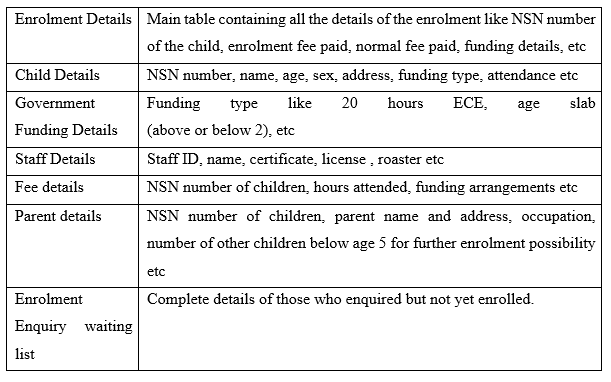 Enrolment Details Main table containing all the details of the enrolment like NSN number
of the child, enrolment fee paid, normal fee paid, funding details, etc
Child Details NSN number, name, age, sex, address, funding type, attendance etc
Government Funding type like 20 hours ECE, age slab
Funding Details (above or below 2), etc
Staff Details Staff ID, name, certificate, license , roaster etc
Fee details NSN number of children, hours attended, funding arrangements etc
Parent details NSN number of children, parent name and address, occupation,
number of other children below age 5 for further enrolment possibility
etc
Enrolment Complete details of those who enquired but not yet enrolled.
Enquiry waiting
list